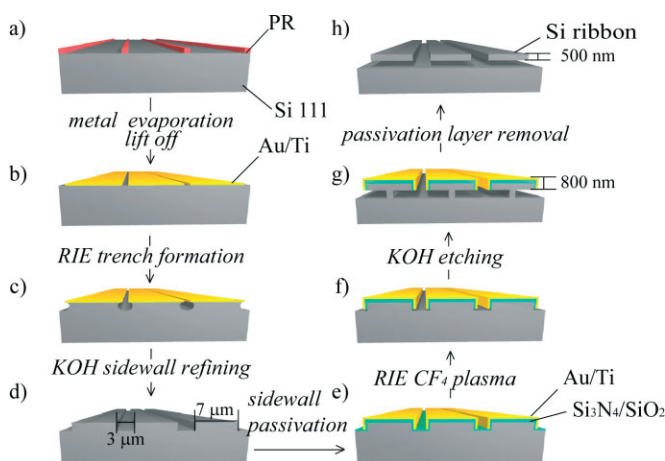 a)
PR
Si 111
metal evaporation
lift off
Au/Ti
b)
RIE trench formation
c)
KOH sidewall refining
d)
7 μm
3 μm
sidewall
passivation
h)
Si ribbon
500 nm
passivation layer removal
g)
800 nm
KOH etching
f)
RIE CF₄ plasma
e)
Au/Ti
Si₃N₄/SiO₂